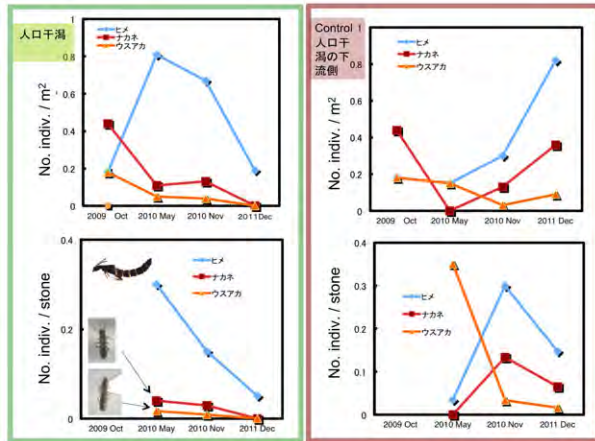 人口干潟
No. indiv. / m²
1
0.8
0.6
0.4
0.2
0
ヒメ
ナカネ
ウスアカ
2009 Oct
2010 May
2010 Nov
2011Dec
No. indiv. / stone
0.4
0.2
0
ヒメ
ナカネ
ウスアカ
2009 Oct
2010 May
2010 Nov
2011 Dec
Control 1
人口干
潟の下
流側
No. indiv. / m²
1
0.8
0.6
0.4
0.2
0
ヒメ
ナカネ
ウスアカ
2009 Oct
2010 May
2010 Nov
2011 Dec
No. indiv. / stone
0.4
0.3
0.2
0.1
0
ヒメ
ナカネ
ウスアカ
2009 Oct
2010 May
2010 Nov
2011 Dec